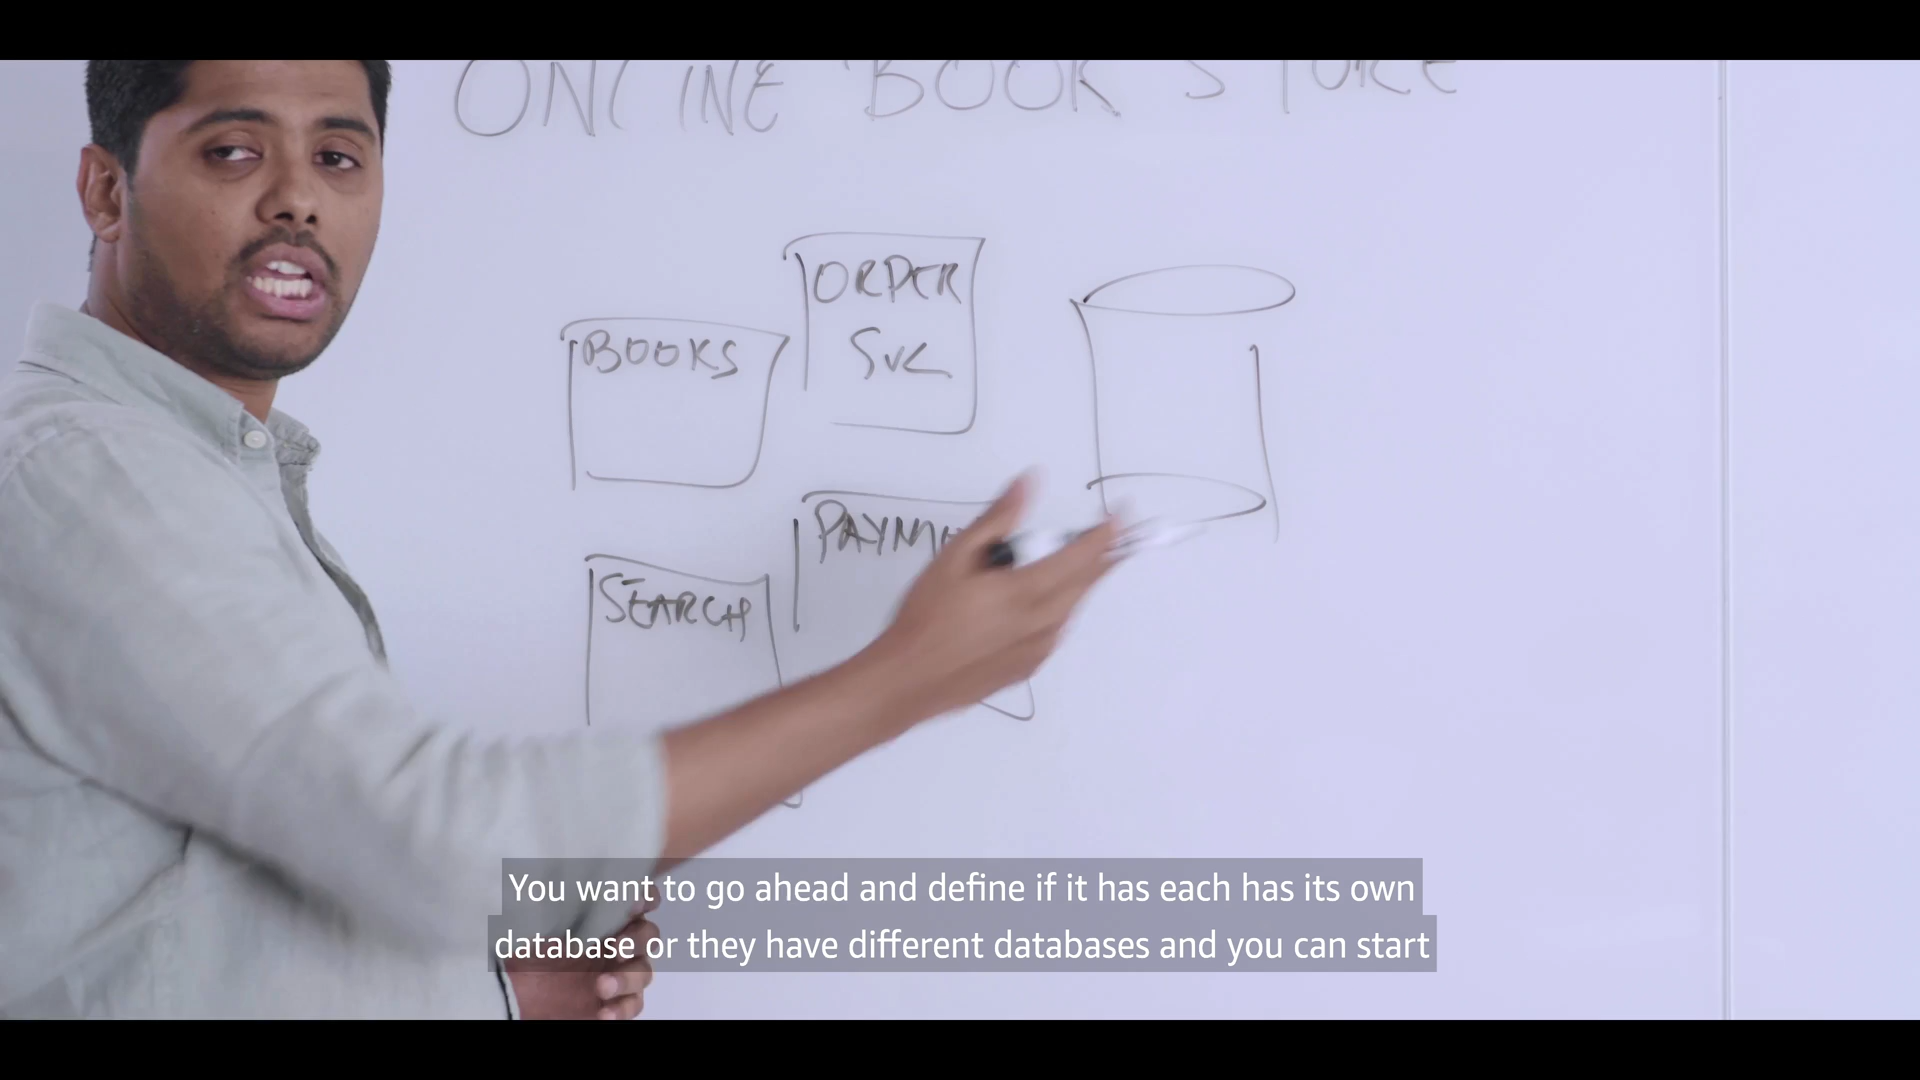 ONLINE BOOK STORE
ORDER
SVC
BOOKS
SEARCH
You want to go ahead and define if it has each has its own
database or they have different databases and you can start